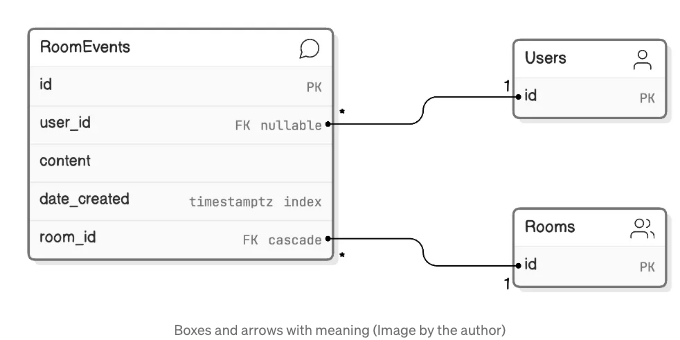 RoomEvents
id PK
user_id FK nullable
content
date_created timestamptz index
room_id FK cascade
*
*
1
1
Users
id PK
Rooms
id PK
Boxes and arrows with meaning (Image by the author)